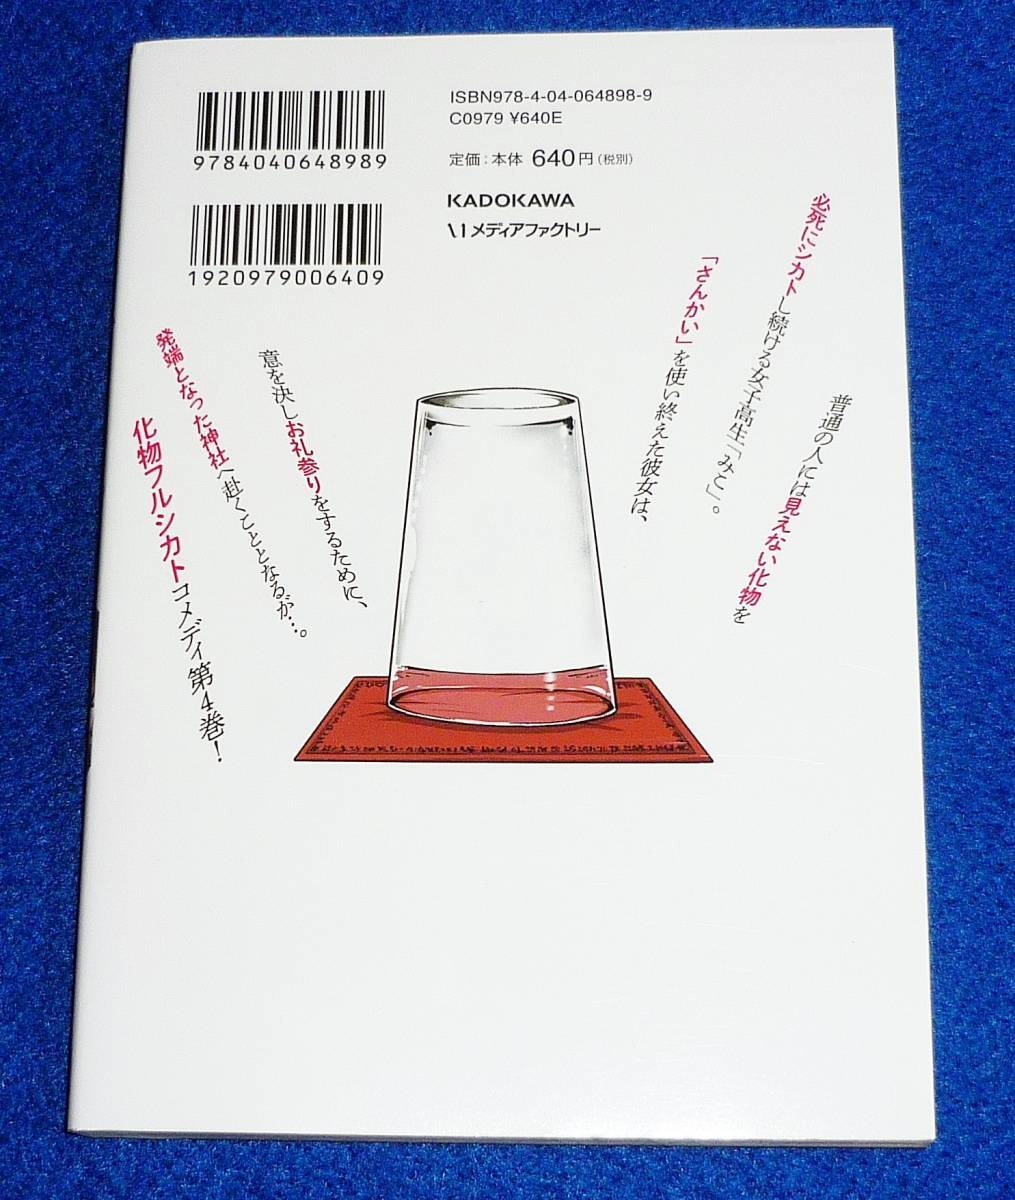 9784040648989
1920979006409
ISBN978-4-04-064898-9
C0979 ¥640E
定価：本体 640円（税別）
KADOKAWA
メディアファクトリー
普通の人には見えない化物を
必死にシカトし続ける女子高生「みこ」。
「さんかい」を使い終えた彼女は、
意を決しお礼参りをするために、
発端となった神社へ赴くこととなるが…。
化物フルシカトコメディ第4巻！